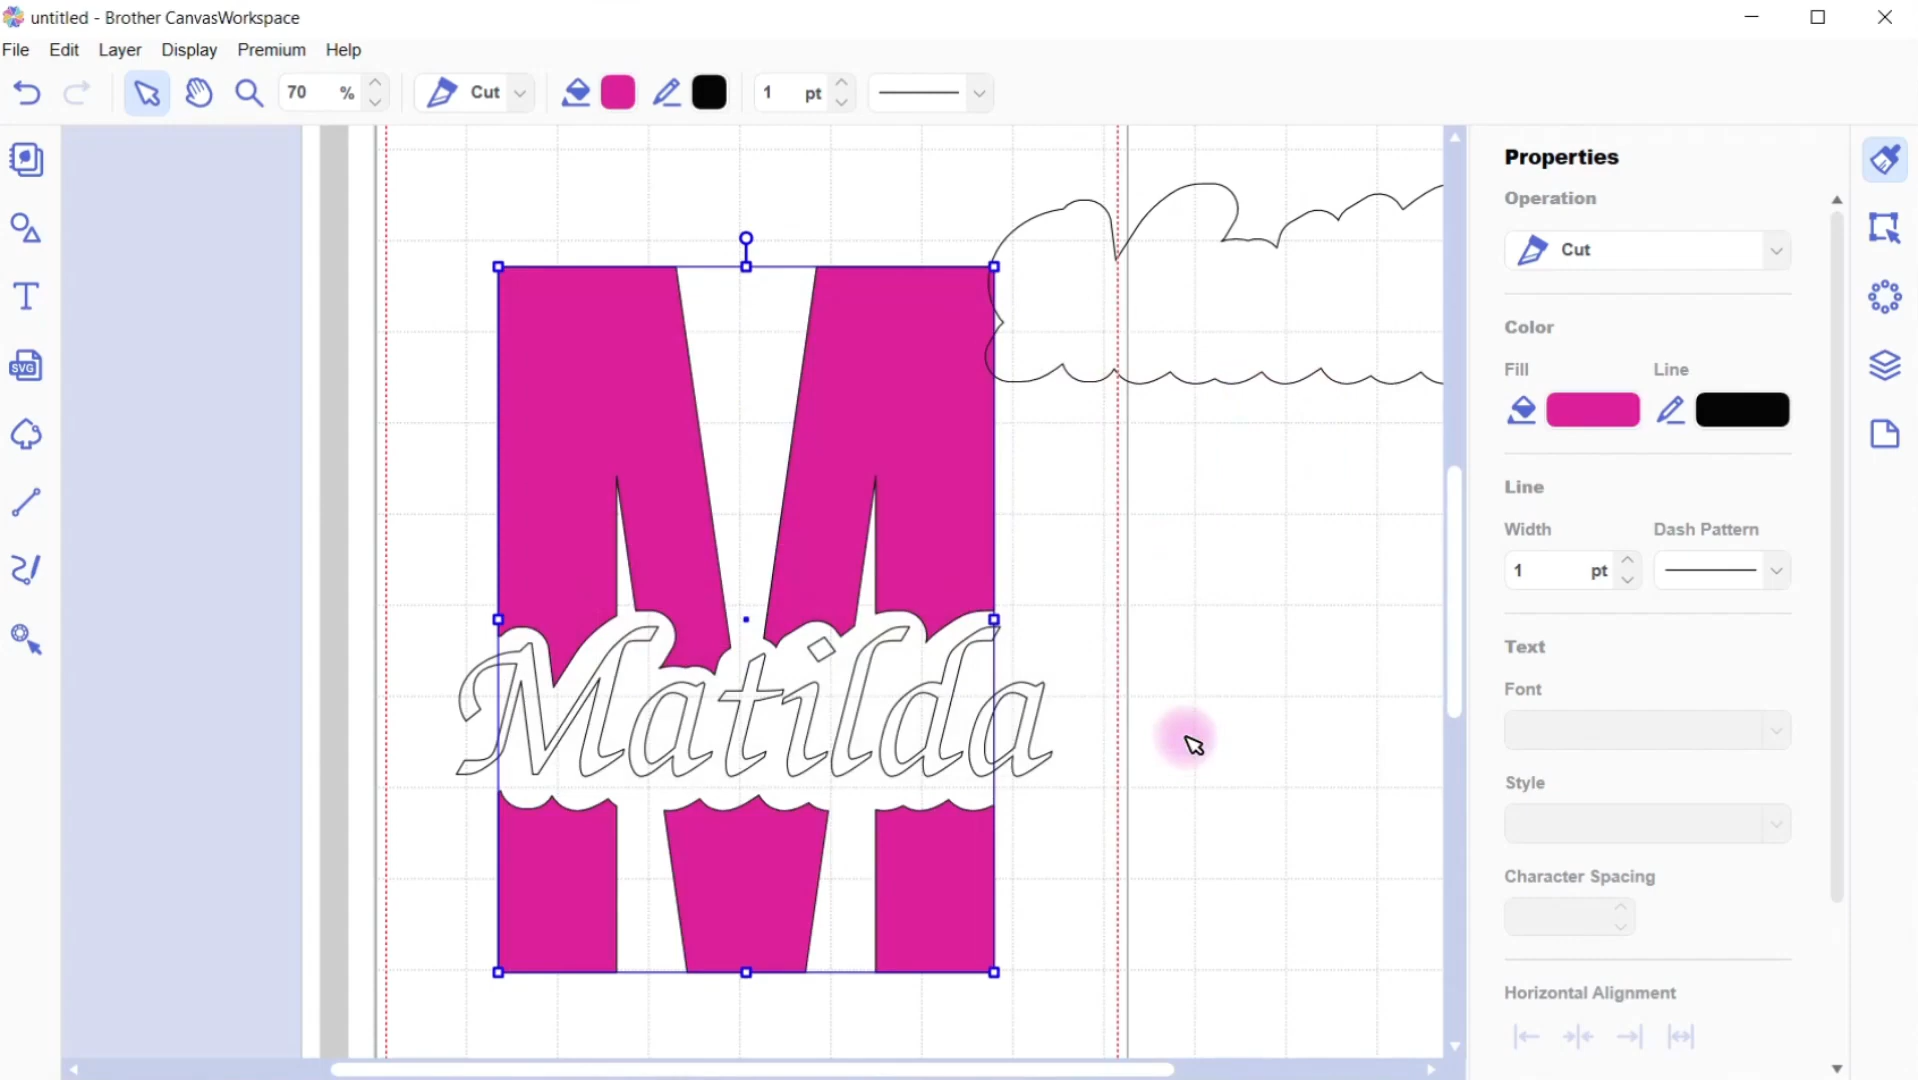 untitled - Brother CanvasWorkspace
File Edit Layer Display Premium Help
70 % Cut 1 pt
Properties
Operation
Cut
Color
Fill Line
Line
Width Dash Pattern
1 pt
Text
Font
Style
Character Spacing
Horizontal Alignment
T
SVG
M
Matilda